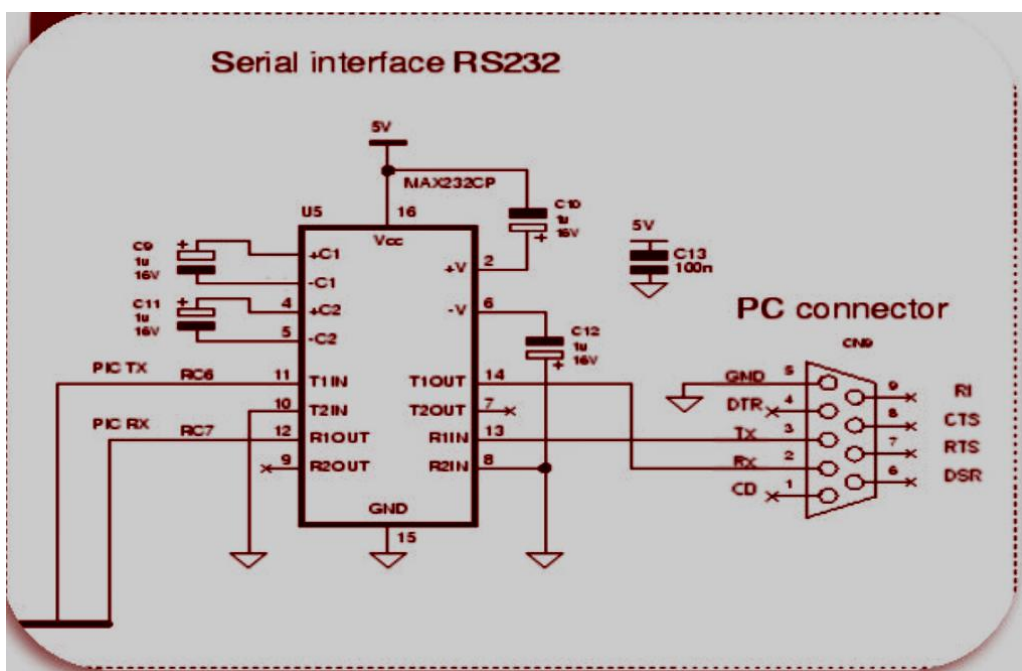 Serial interface RS232
5V
MAX232CP
U5
16
Vcc
C10
1u
16V
C9
1u
16V
+C1
-C1
+V
2
5V
C13
100n
C11
1u
16V
4
+C2
5
-C2
-V
6
C12
1u
16V
PC connector
CN9
PIC TX
RC6
11
T1IN
T1OUT
14
10
T2IN
T2OUT
7
PIC RX
RC7
12
R1OUT
R1IN
13
9
R2OUT
R2IN
8
GND
15
GND
5
9
RI
DTR
4
8
CTS
Tx
3
7
RTS
Rx
2
6
DSR
CD
1